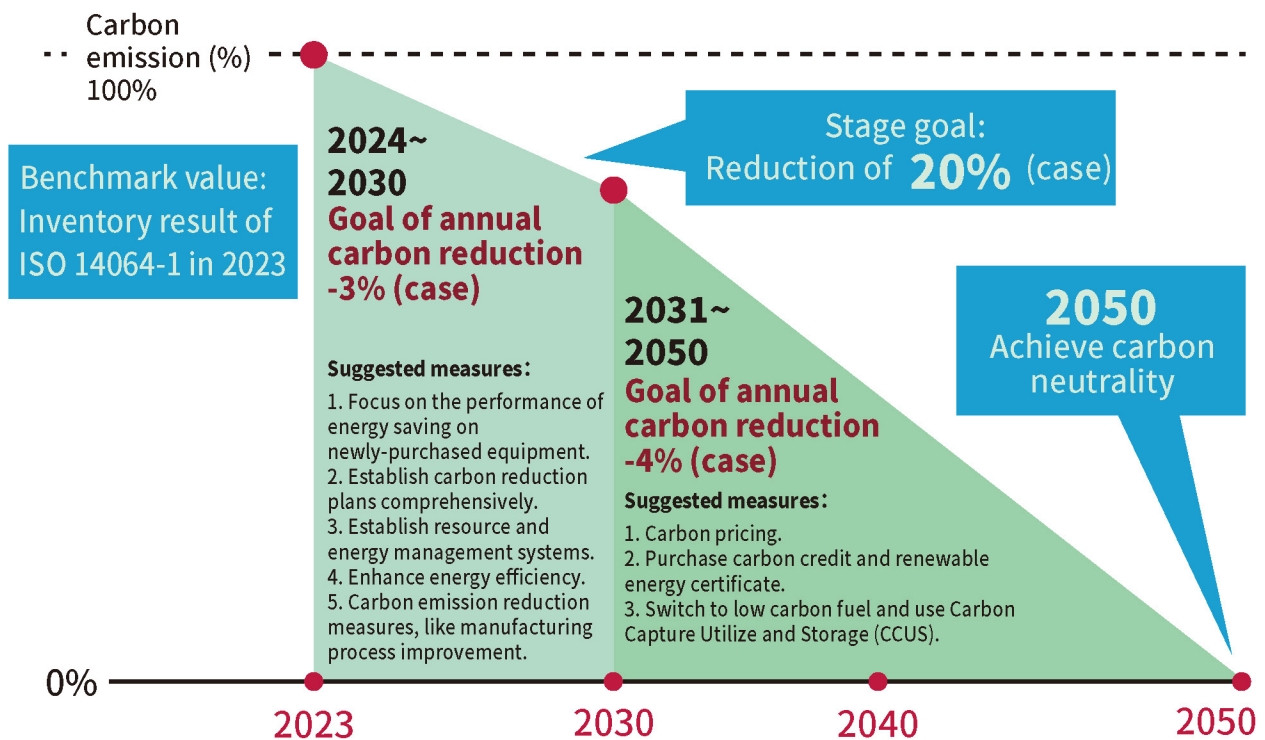 Carbon
emission (%)
100%
Benchmark value:
Inventory result of
ISO 14064-1 in 2023
2024~
2030
Goal of annual
carbon reduction
-3% (case)
Suggested measures:
1. Focus on the performance of
energy saving on
newly-purchased equipment.
2. Establish carbon reduction
plans comprehensively.
3. Establish resource and
energy management systems.
4. Enhance energy efficiency.
5. Carbon emission reduction
measures, like manufacturing
process improvement.
Stage goal:
Reduction of 20% (case)
2031~
2050
Goal of annual
carbon reduction
-4% (case)
Suggested measures:
1. Carbon pricing.
2. Purchase carbon credit and renewable
energy certificate.
3. Switch to low carbon fuel and use Carbon
Capture Utilize and Storage (CCUS).
2050
Achieve carbon
neutrality
0%
2023
2030
2040
2050